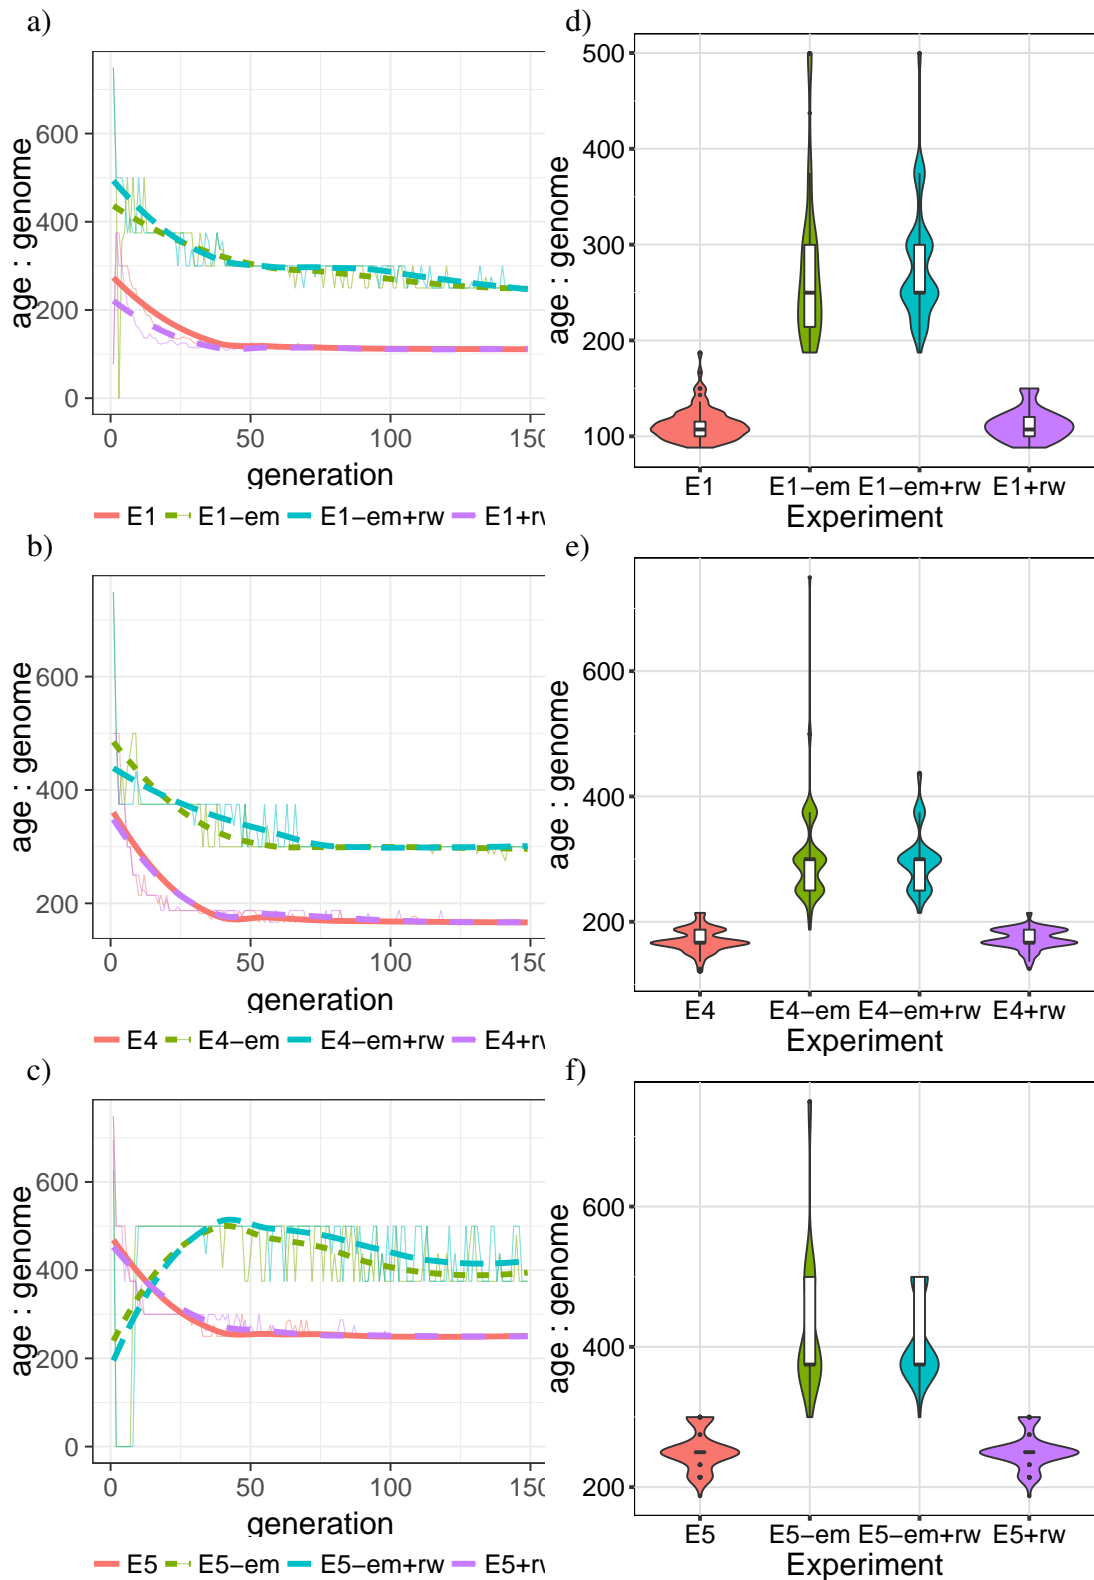 a)
age : genome
600
400
200
0
0 50 100 150
generation
E1 E1−em E1−em+rw E1+rw
d)
age : genome
500
400
300
200
100
E1 E1−em E1−em+rw E1+rw
Experiment
b)
age : genome
600
400
200
0 50 100 150
generation
E4 E4−em E4−em+rw E4+rw
e)
age : genome
600
400
200
E4 E4−em E4−em+rw E4+rw
Experiment
c)
age : genome
600
400
200
0
0 50 100 150
generation
E5 E5−em E5−em+rw E5+rw
f)
age : genome
600
400
200
E5 E5−em E5−em+rw E5+rw
Experiment